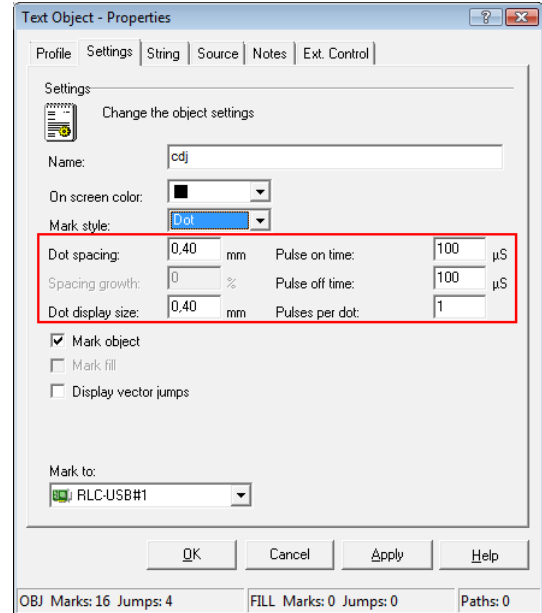 Text Object - Properties
Profile Settings String Source Notes Ext. Control
Settings
Change the object settings
Name: cdj
On screen color:
Mark style: Dot
Dot spacing: 0,40 mm Pulse on time: 100 µS
Spacing growth: 0 % Pulse off time: 100 µS
Dot display size: 0,40 mm Pulses per dot: 1
Mark object
Mark fill
Display vector jumps
Mark to:
RLC-USB#1
OK Cancel Apply Help
OBJ Marks: 16 Jumps: 4 FILL Marks: 0 Jumps: 0 Paths: 0